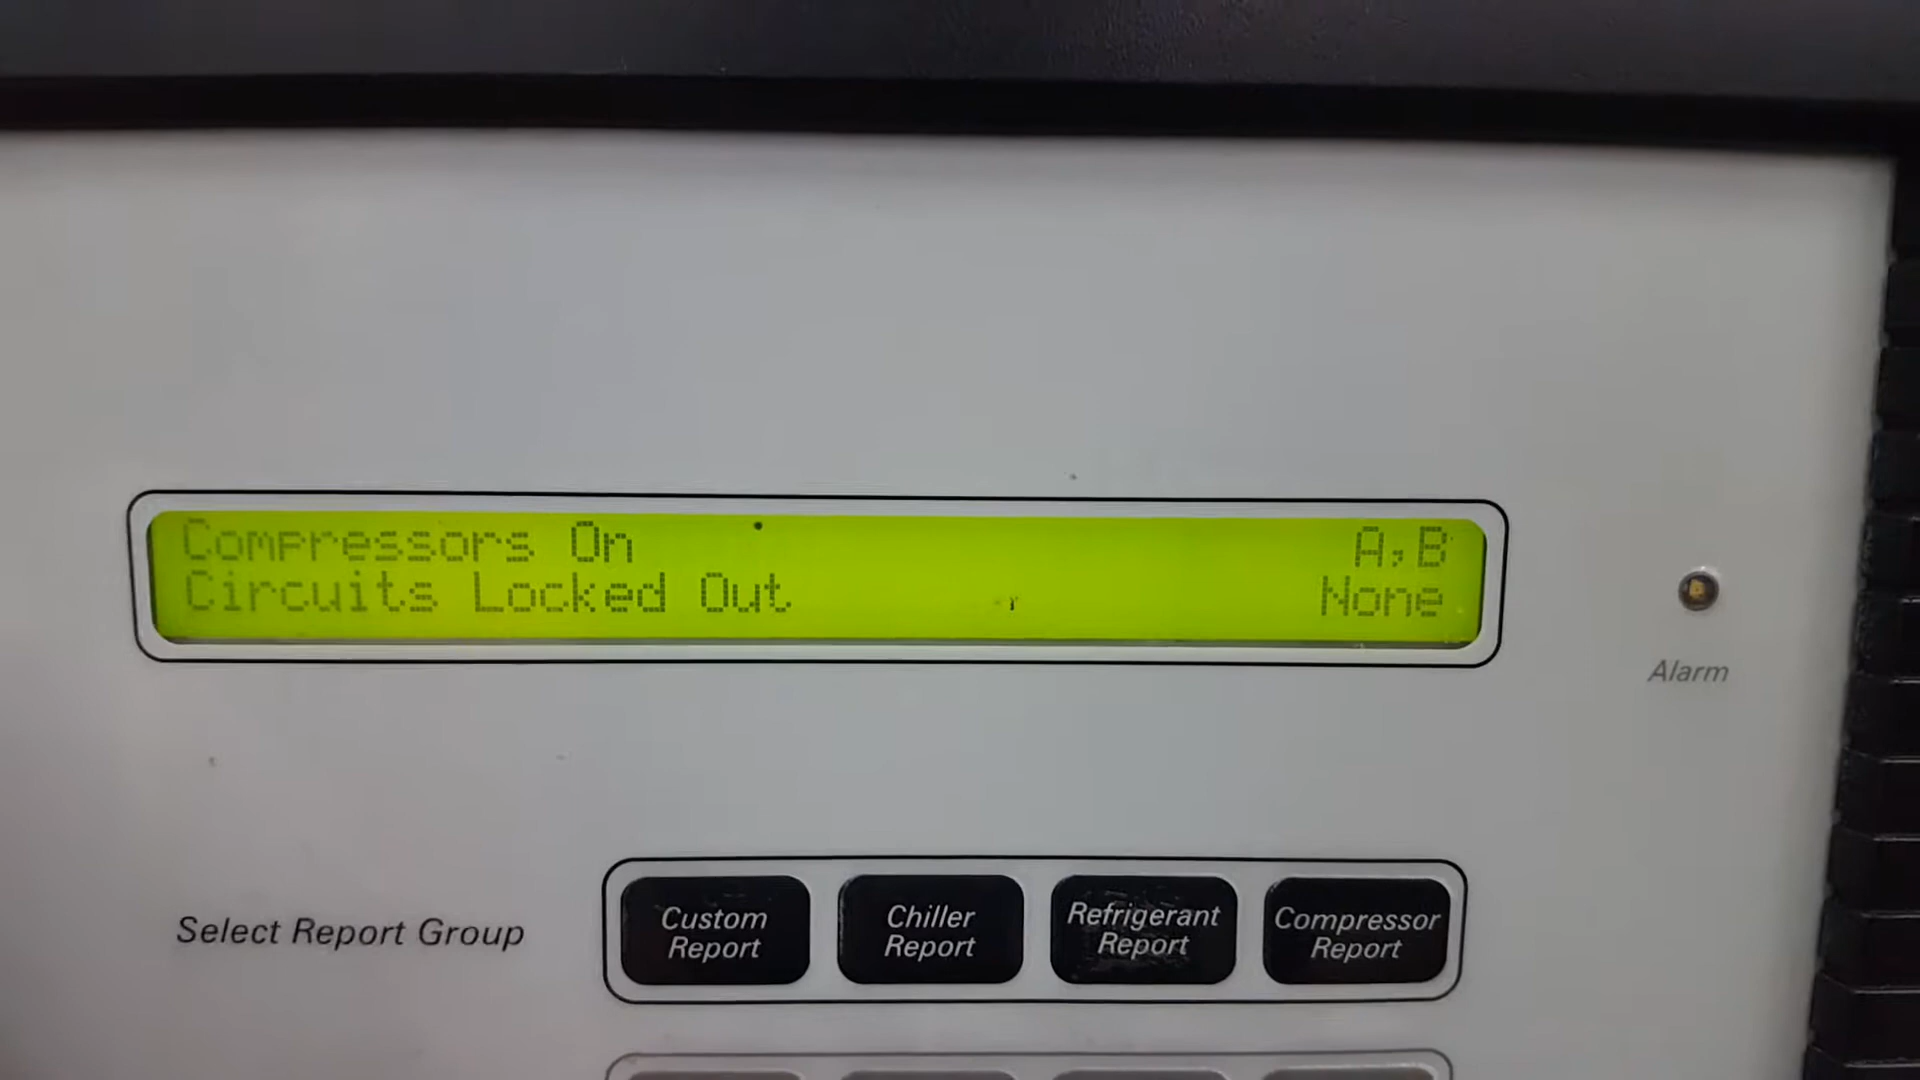 Compressors On A,B
Circuits Locked Out None
Alarm
Select Report Group
Custom Report
Chiller Report
Refrigerant Report
Compressor Report